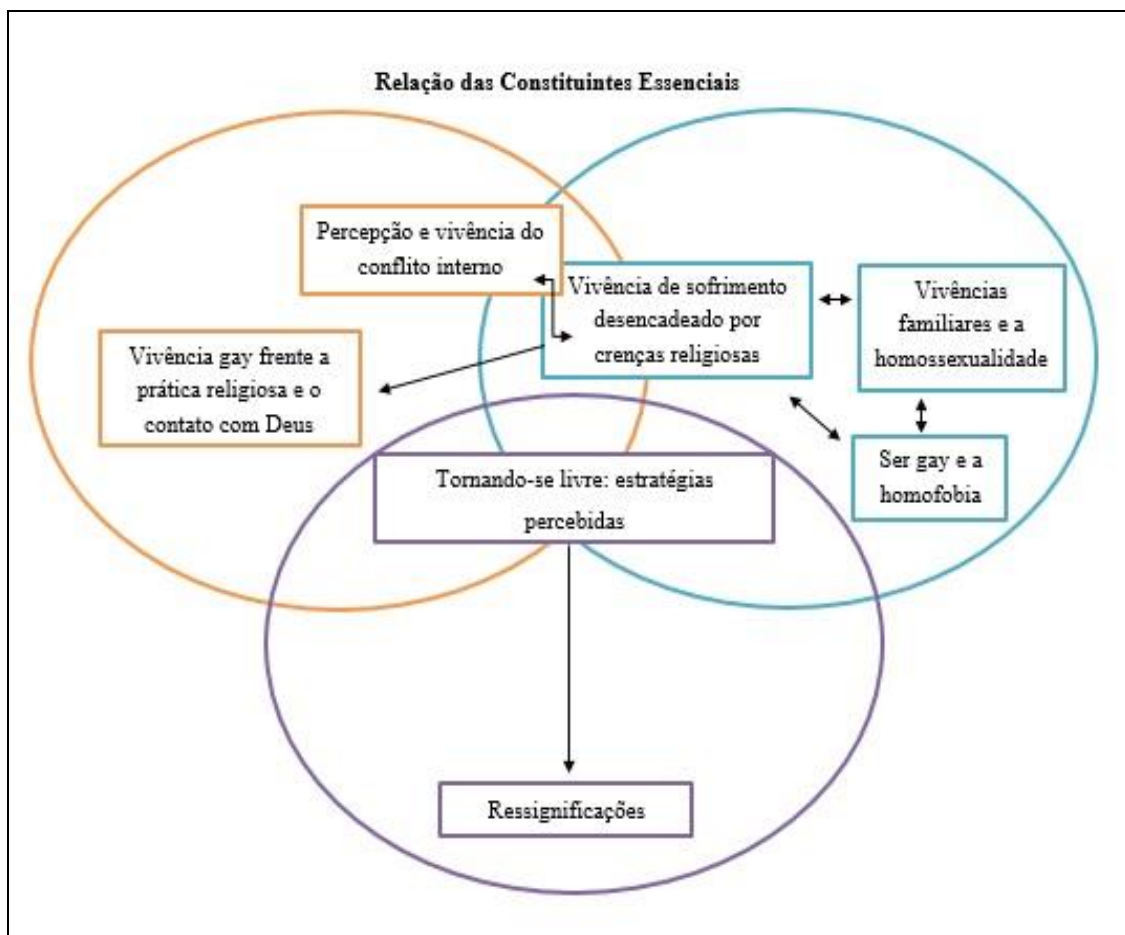 Relação das Constituintes Essenciais
Percepção e vivência do
conflito interno
Vivência de sofrimento
desencadeado por
crenças religiosas
Vivências
familiares e a
homossexualidade
Vivência gay frente a
prática religiosa e o
contato com Deus
Ser gay e a
homofobia
Tornando-se livre: estratégias
percebidas
Ressignificações